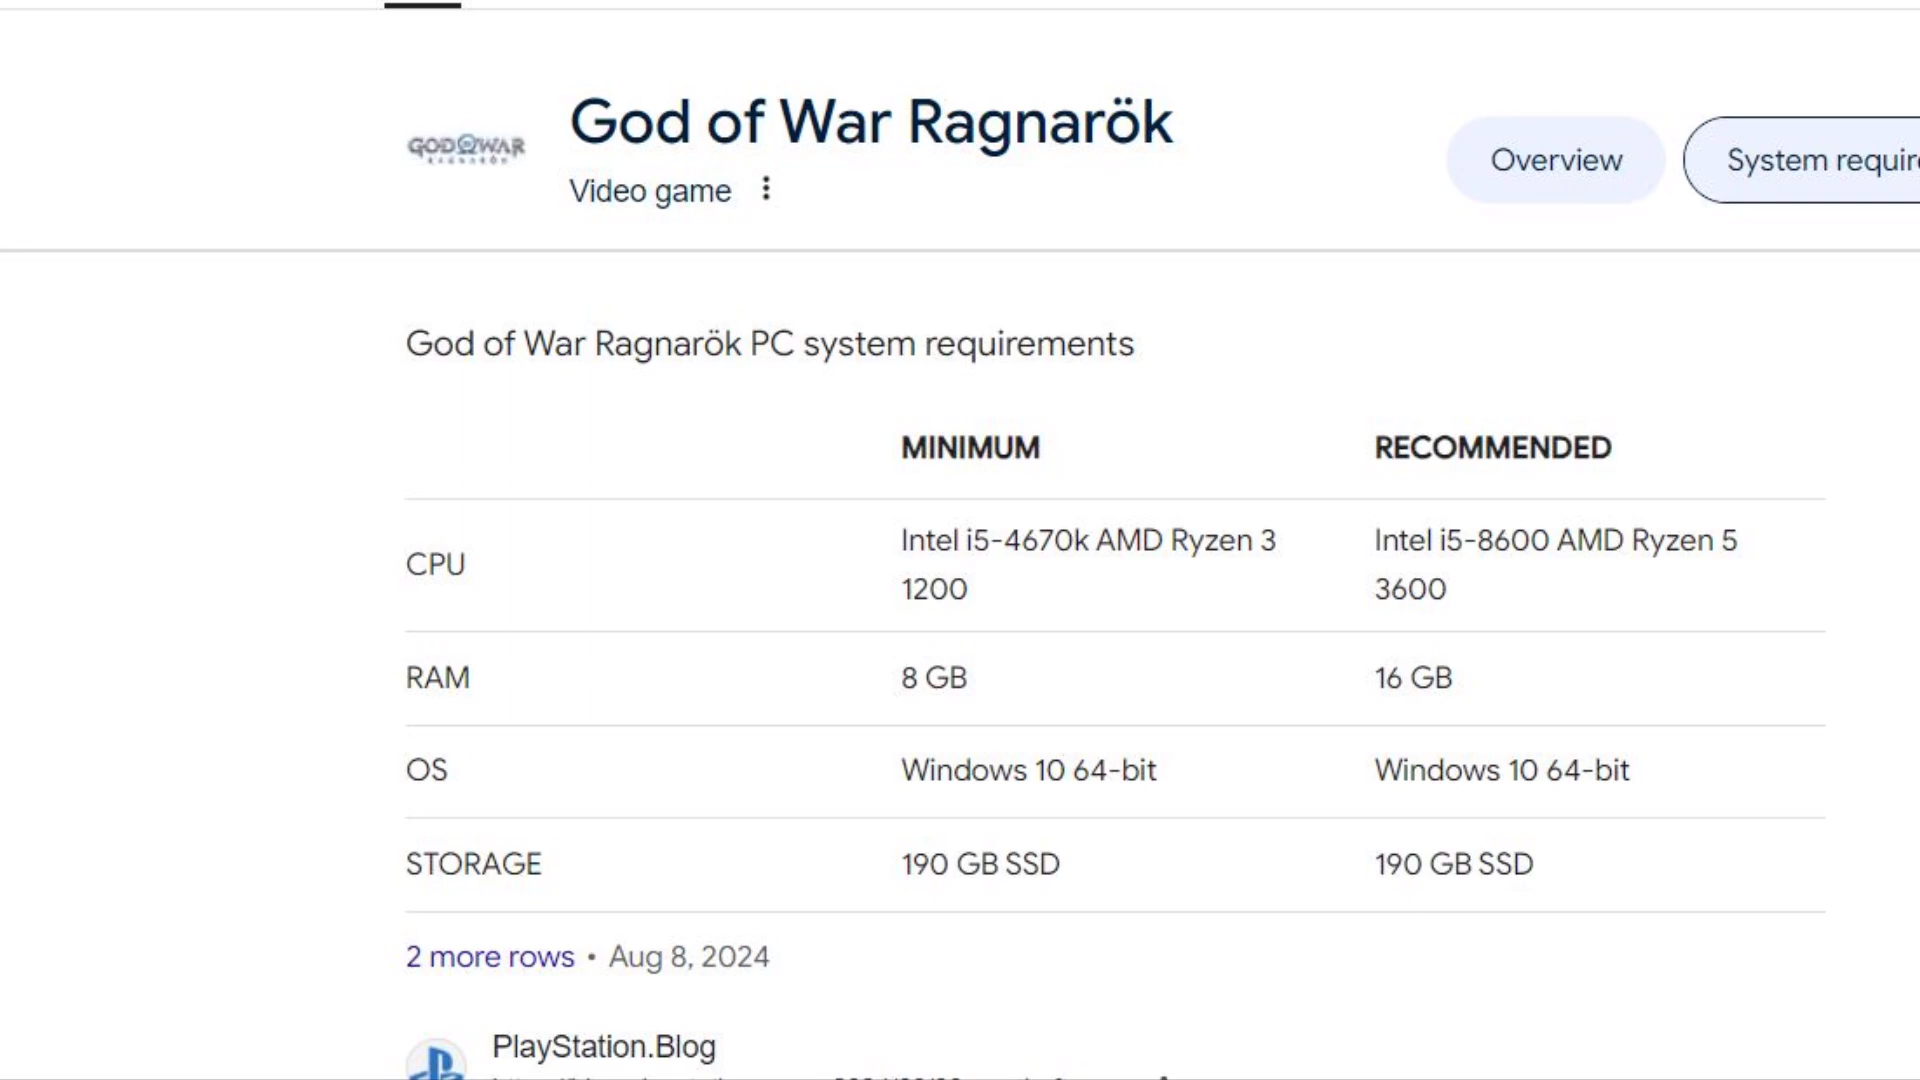 GOD OF WAR
RAGNARÖK
God of War Ragnarök
Video game
Overview
System requir
God of War Ragnarök PC system requirements
MINIMUM RECOMMENDED
CPU
Intel i5-4670k AMD Ryzen 3
1200
Intel i5-8600 AMD Ryzen 5
3600
RAM 8 GB 16 GB
OS Windows 10 64-bit Windows 10 64-bit
STORAGE 190 GB SSD 190 GB SSD
2 more rows • Aug 8, 2024
PlayStation.Blog